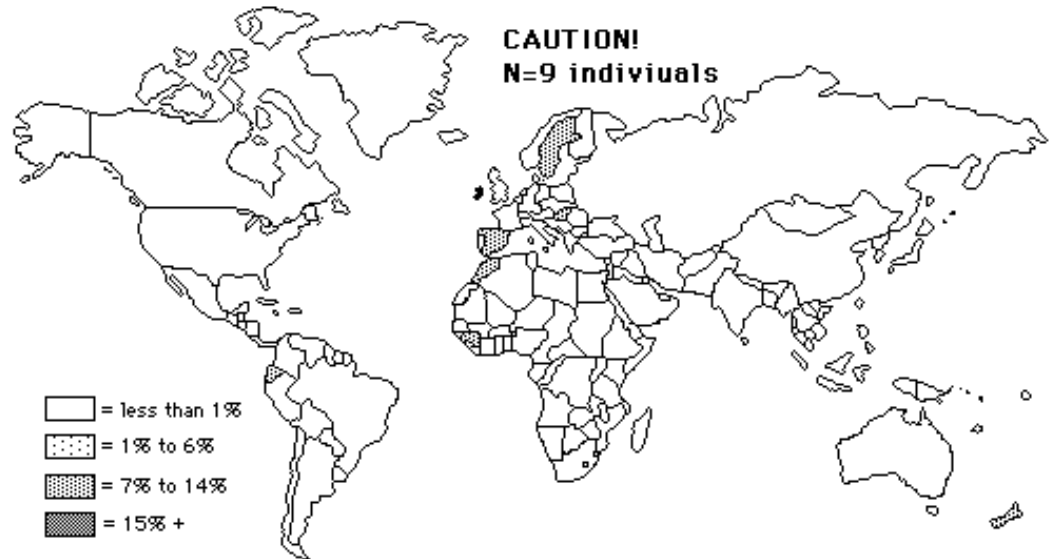 CAUTION!
N=9 indiviuals
= less than 1%
= 1% to 6%
= 7% to 14%
= 15% +